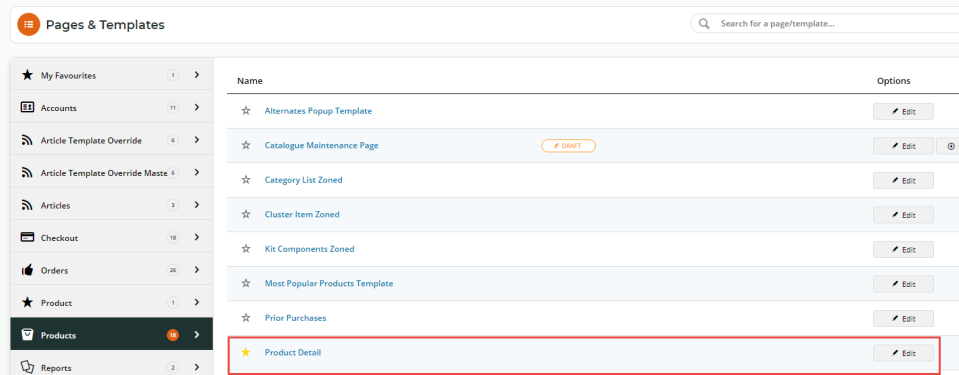 Pages & Templates
Search for a page/template...
My Favourites 1
Accounts 11
Article Template Override 6
Article Template Override Maste 6
Articles 3
Checkout 18
Orders 26
Product 1
Products 18
Reports 2
Name Options
Alternates Popup Template Edit
Catalogue Maintenance Page DRAFT Edit
Category List Zoned Edit
Cluster Item Zoned Edit
Kit Components Zoned Edit
Most Popular Products Template Edit
Prior Purchases Edit
Product Detail Edit